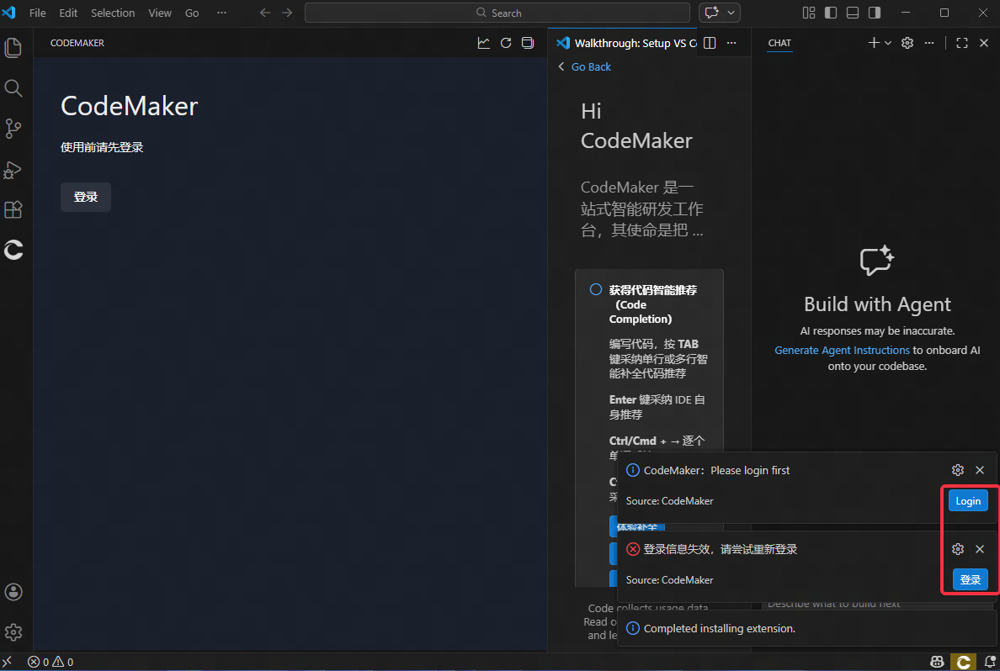 File Edit Selection View Go ···
Search
CODEMAKER
CodeMaker
使用前请先登录
登录
Walkthrough: Setup VS C
Go Back
Hi
CodeMaker
CodeMaker 是一
站式智能研发工作
台，其使命是把 ...
获得代码智能推荐
（Code
Completion)
编写代码，按 TAB
键采纳单行或多行智
能补全代码推荐
Enter 键采纳 IDE 自
身推荐
Ctrl/Cmd + → 逐个
体验补全
Code collects usage data
Read
and
CHAT
Build with Agent
AI responses may be inaccurate.
Generate Agent Instructions to onboard AI
onto your codebase.
Describe what to build next
CodeMaker：Please login first
Source: CodeMaker
Login
登录信息失效，请尝试重新登录
Source: CodeMaker
登录
Completed installing extension.
0 0